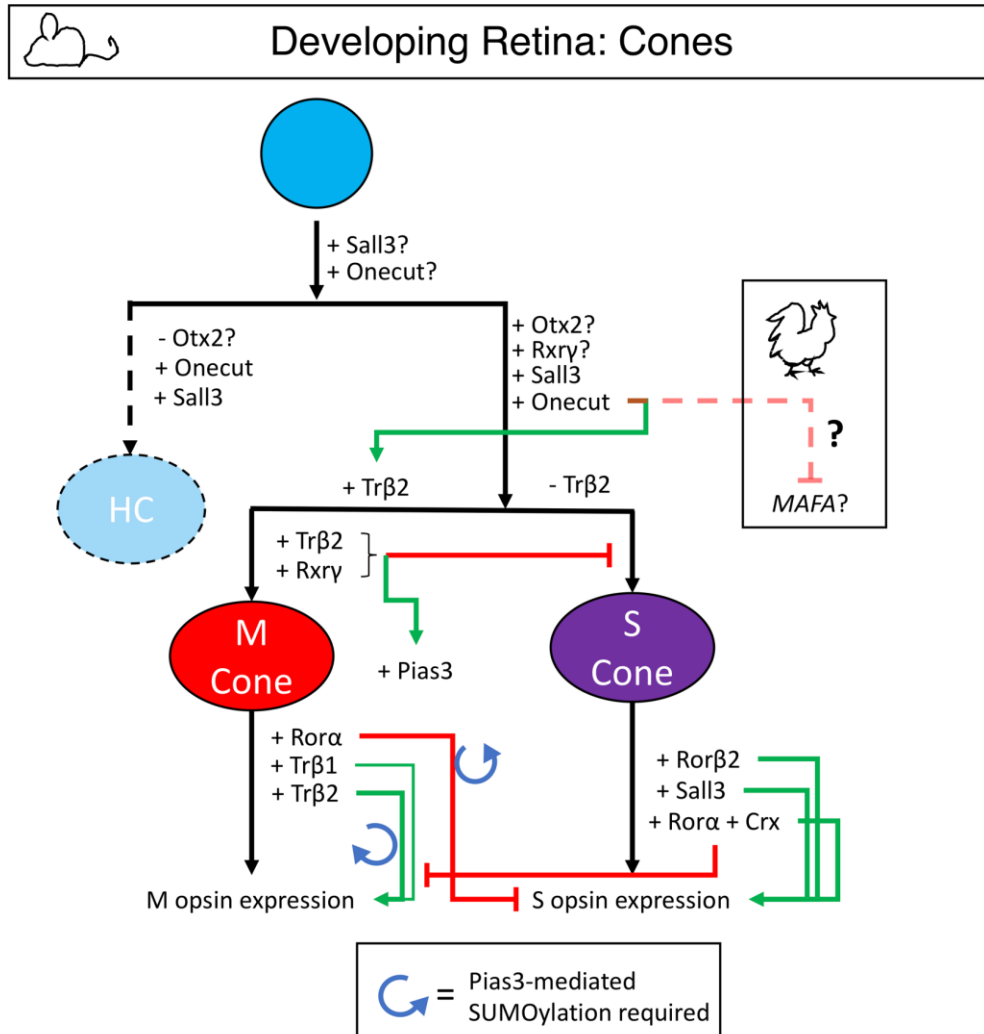 Developing Retina: Cones
+ Sall3?
+ Onecut?
- Otx2?
+ Onecut
+ Sall3
+ Otx2?
+ Rxrγ?
+ Sall3
+ Onecut
?
MAFA?
HC
+ Trβ2
- Trβ2
+ Trβ2
+ Rxrγ
M
Cone
S
Cone
+ Pias3
+ Rorα
+ Trβ1
+ Trβ2
+ Rorβ2
+ Sall3
+ Rorα + Crx
M opsin expression
S opsin expression
= Pias3-mediated
SUMOylation required